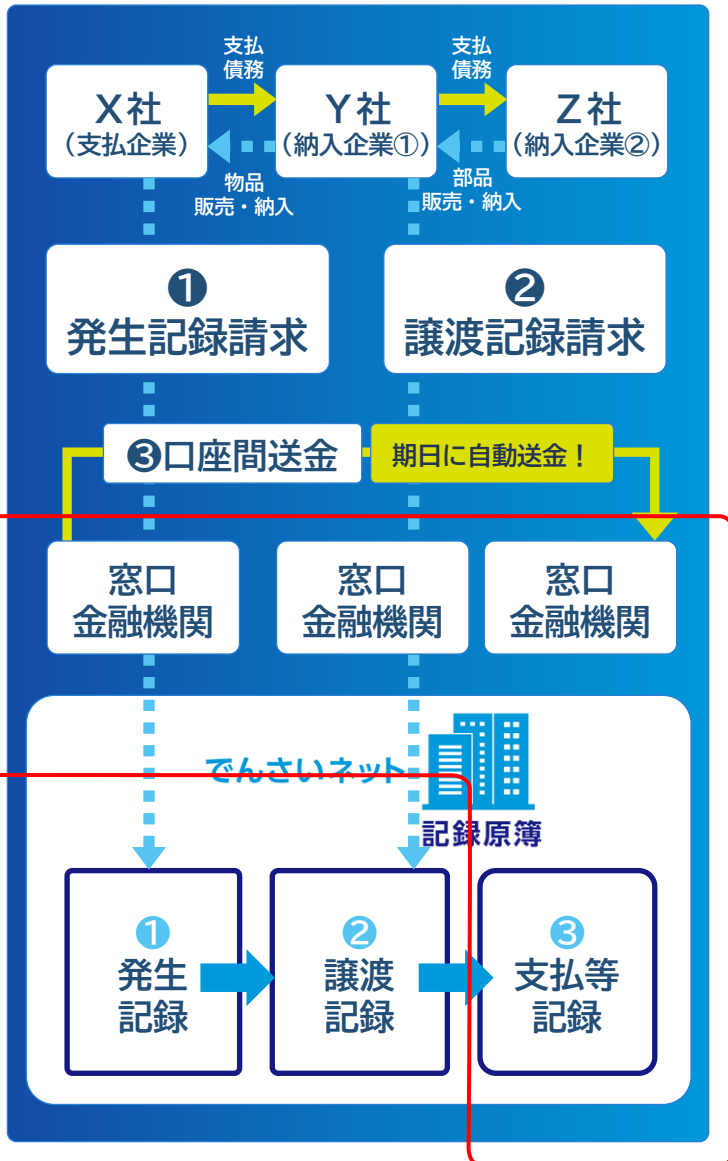 支払
債務
支払
債務
X社
(支払企業)
Y社
(納入企業①)
Z社
(納入企業②)
物品
販売・納入
部品
販売・納入
❶
発生記録請求
❷
譲渡記録請求
❸口座間送金
期日に自動送金！
窓口
金融機関
窓口
金融機関
窓口
金融機関
でんさいネット
記録原簿
❶
発生
記録
❷
譲渡
記録
❸
支払等
記録